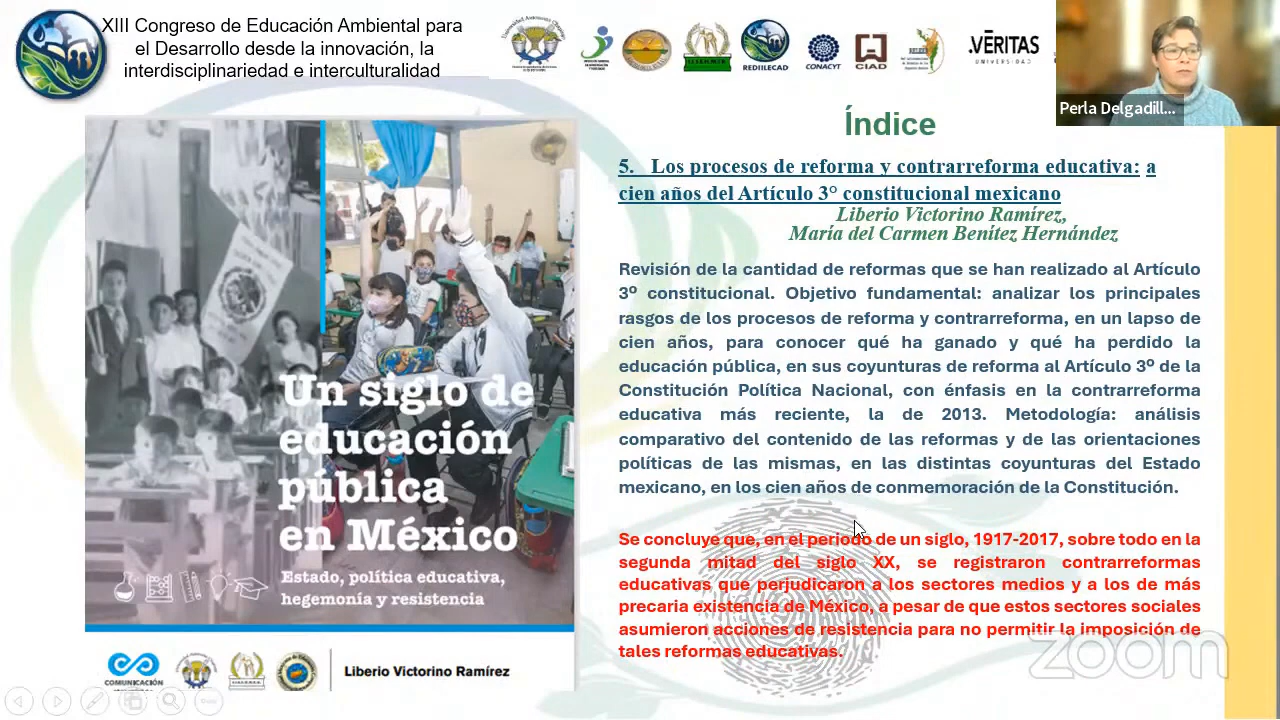 XIII Congreso de Educación Ambiental para
el Desarrollo desde la innovación, la
interdisciplinariedad e interculturalidad
REDIILECAD
CONACYT
CIAD
VĒRITAS
UNIVERSIDAD
Perla Delgadill...
Índice
5. Los procesos de reforma y contrarreforma educativa: a
cien años del Artículo 3° constitucional mexicano
Liberio Victorino Ramírez,
María del Carmen Benítez Hernández
Revisión de la cantidad de reformas que se han realizado al Artículo
3º constitucional. Objetivo fundamental: analizar los principales
rasgos de los procesos de reforma y contrarreforma, en un lapso de
cien años, para conocer qué ha ganado y qué ha perdido la
educación pública, en sus coyunturas de reforma al Artículo 3º de la
Constitución Política Nacional, con énfasis en la contrarreforma
educativa más reciente, la de 2013. Metodología: análisis
comparativo del contenido de las reformas y de las orientaciones
políticas de las mismas, en las distintas coyunturas del Estado
mexicano, en los cien años de conmemoración de la Constitución.
Se concluye que, en el periodo de un siglo, 1917-2017, sobre todo en la
segunda mitad del siglo XX, se registraron contrarreformas
educativas que perjudicaron a los sectores medios y a los de más
precaria existencia de México, a pesar de que estos sectores sociales
asumieron acciones de resistencia para no permitir la imposición de
tales reformas educativas.
Un siglo de
educación
pública
en México
Estado, política educativa,
hegemonía y resistencia
COMUNICACIÓN
Liberio Victorino Ramírez
zoom